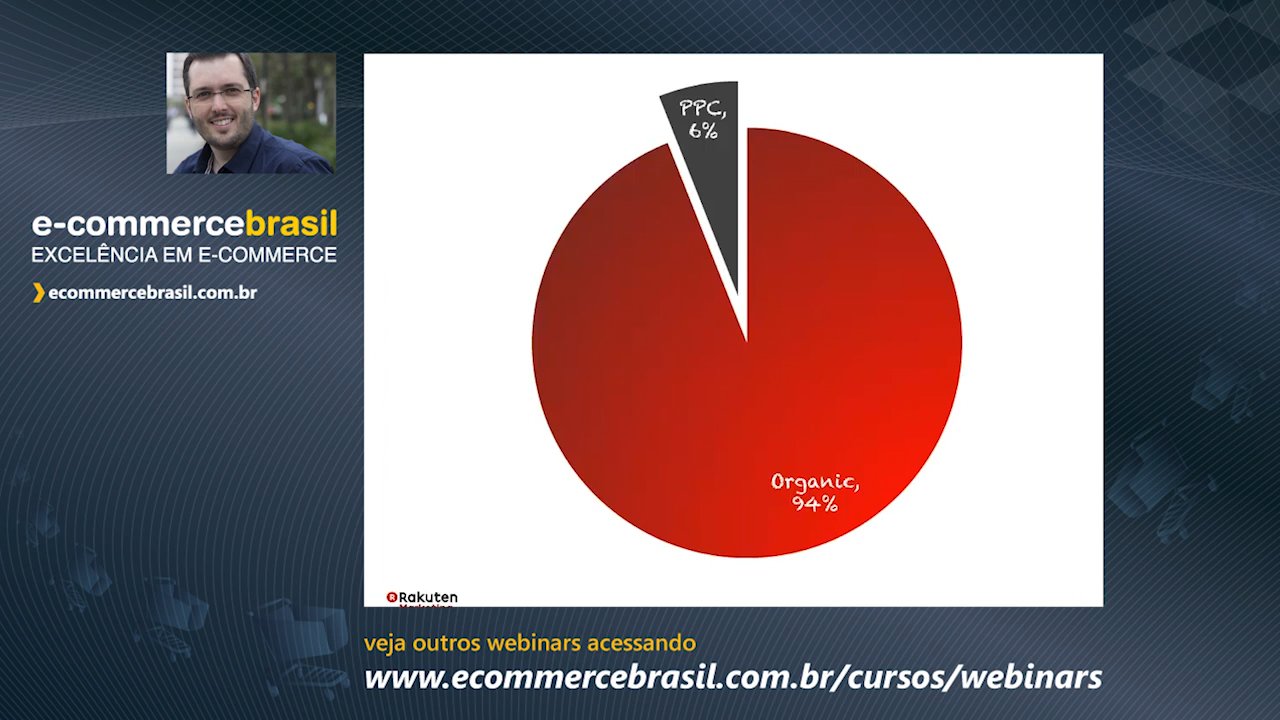 PPC,
6%
Organic,
94%
Rakuten
Marketing
e-commercebrasil
EXCELÊNCIA EM E-COMMERCE
ecommercebrasil.com.br
veja outros webinars acessando
www.ecommercebrasil.com.br/cursos/webinars